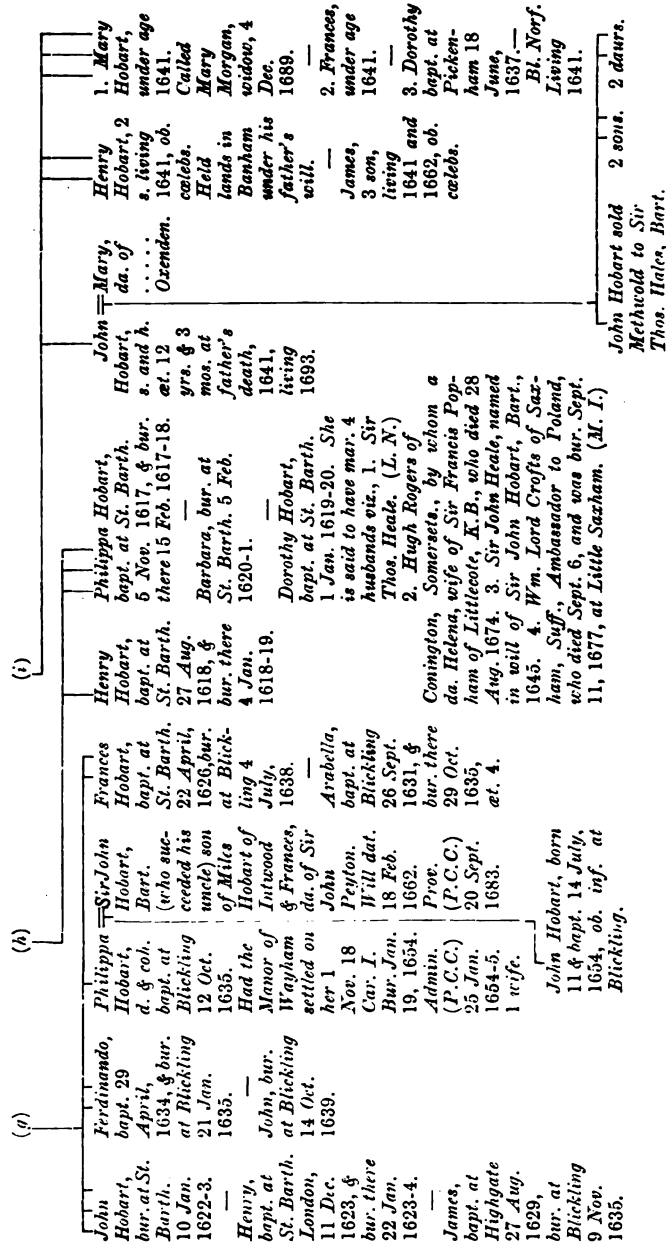 (g)
(h)
(i)
John
Hobart,
bur. at St.
Barth.
10 Jan.
1622-3.
—
Henry,
bapt. at
St. Barth.
London,
11 Dec.
1623, &
bur. there
22 Jan.
1623-4.
—
James,
bapt. at
Highgate
27 Aug.
1629,
bur. at
Blickling
9 Nov.
1635.
Ferdinando,
bapt. 29
April,
1634, & bur.
at Blickling
21 Jan.
1635.
—
John, bur.
at Blickling
14 Oct.
1639.
Philippa
Hobart,
d. & coh.
bapt. at
Blickling
12 Oct.
1635.
Had the
Manor of
Wayham
settled on
her 1
Nov. 18
Car. I.
Bur. Jan.
19, 1654.
Admin.
(P.C.C.)
25 Jan.
1654-5.
1 wife.
Sir John
Hobart,
Bart.
(who suc-
ceeded his
uncle) son
of Miles
Hobart of
Intwood
& Frances,
da. of Sir
John
Peyton.
Will dat.
18 Feb.
1662.
Prov.
(P.C.C.)
20 Sept.
1683.
John Hobart, born
11 & bapt. 14 July,
1654, ob. inf. at
Blickling.
Frances
Hobart,
bapt. at
St. Barth.
22 April,
1626, bur.
at Blick-
ling 4
July,
1638.
—
Arabella,
bapt. at
Blickling
26 Sept.
1631, &
bur. there
29 Oct.
1635,
æt. 4.
Henry
Hobart,
bapt. at
St. Barth.
27 Aug.
1618, &
bur. there
4 Jan.
1618-19.
Philippa Hobart,
bapt. at St. Barth.
5 Nov. 1617, & bur.
there 15 Feb. 1617-18.
—
Barbara, bur. at
St. Barth. 5 Feb.
1620-1.
—
Dorothy Hobart,
bapt. at St. Barth.
1 Jan. 1619-20. She
is said to have mar. 4
husbands viz., 1. Sir
Thos. Heale. (L. N.)
2. Hugh Rogers of
Conington, Somersets., by whom a
da. Helena, wife of Sir Francis Pop-
ham of Littlecote, K.B., who died 28
Aug. 1674. 3. Sir John Heale, named
in will of Sir John Hobart, Bart.,
1645. 4. Wm. Lord Crofts of Sax-
ham, Suff., Ambassador to Poland,
who died Sept. 6, and was bur. Sept.
11, 1677, at Little Saxham. (M. I.)
John
Hobart,
s. and h.
æt. 12
yrs. & 3
mos. at
father's
death,
1641,
living
1693.
Mary,
da. of
. . . . .
Oxenden.
John Hobart sold
Methwold to Sir
Thos. Hales, Bart.
2 sons.
2 daurs.
Henry
Hobart, 2
s. living
1641, ob.
cælebs.
Held
lands in
Banham
under his
father's
will.
—
James,
3 son,
living
1641 and
1662, ob.
cælebs.
1. Mary
Hobart,
under age
1641.
Called
Mary
Morgan,
widow, 4
Dec.
1689.
—
2. Frances,
under age
1641.
—
3. Dorothy
bapt. at
Picken-
ham 18
June,
1637.—
Bl. Norf.
Living
1641.